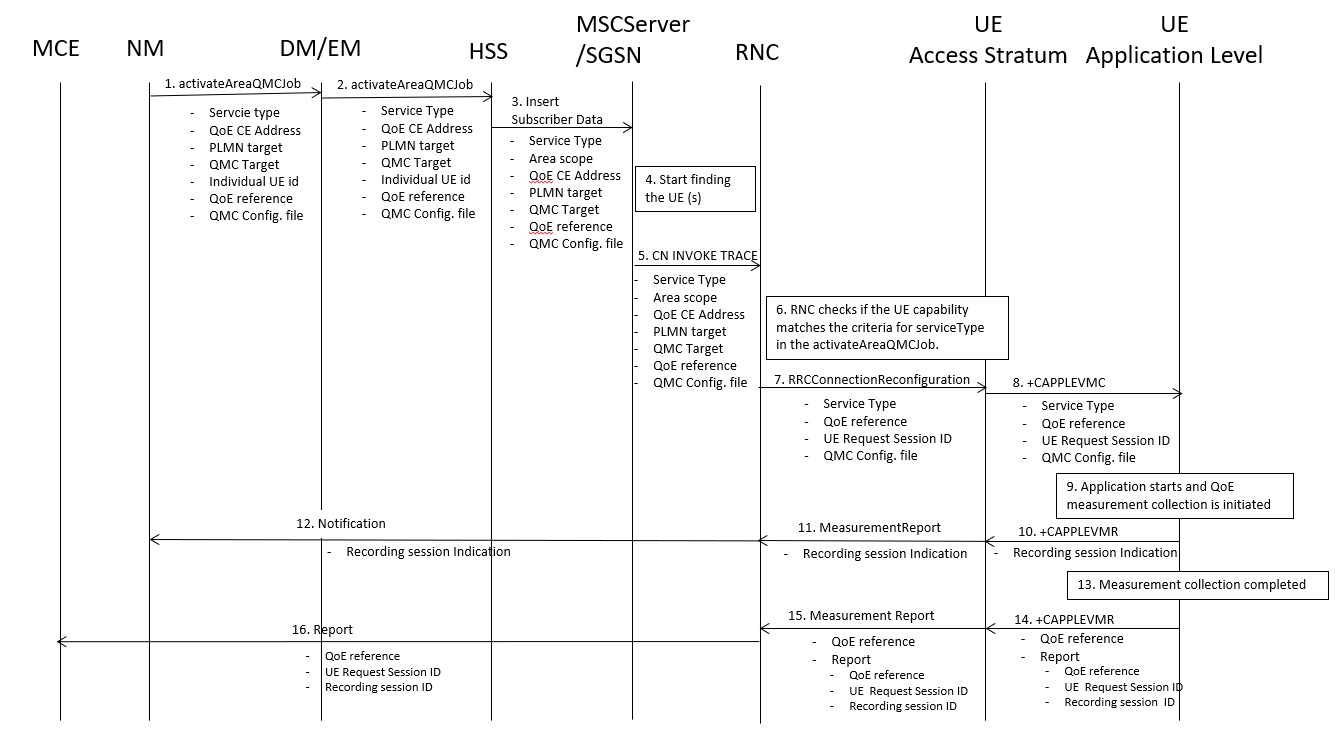 MCE
NM
DM/EM
HSS
MSCServer
/SGSN
RNC
UE
Access Stratum
UE
Application Level
1. activateAreaQMCJob
- Servcie type
- QoE CE Address
- PLMN target
- QMC Target
- Individual UE id
- QoE reference
- QMC Config. file
2. activateAreaQMCJob
- Service Type
- QoE CE Address
- PLMN target
- QMC Target
- Individual UE id
- QoE reference
- QMC Config. file
3. Insert
Subscriber Data
- Service Type
- Area scope
- QoE CE Address
- PLMN target
- QMC Target
- QoE reference
- QMC Config. file
4. Start finding
the UE (s)
5. CN INVOKE TRACE
- Service Type
- Area scope
- QoE CE Address
- PLMN target
- QMC Target
- QoE reference
- QMC Config. file
6. RNC checks if the UE capability
matches the criteria for serviceType
in the activateAreaQMCJob.
7. RRCConnectionReconfiguration
- Service Type
- QoE reference
- UE Request Session ID
- QMC Config. file
8. +CAPPLEVMC
- Service Type
- QoE reference
- UE Request Session ID
- QMC Config. file
9. Application starts and QoE
measurement collection is initiated
10. +CAPPLEVMR
- Recording session Indication
11. MeasurementReport
- Recording session Indication
12. Notification
- Recording session Indication
13. Measurement collection completed
14. +CAPPLEVMR
- QoE reference
- Report
- QoE reference
- UE Request Session ID
- Recording session ID
15. Measurement Report
- QoE reference
- Report
- QoE reference
- UE Request Session ID
- Recording session ID
16. Report
- QoE reference
- UE Request Session ID
- Recording session ID